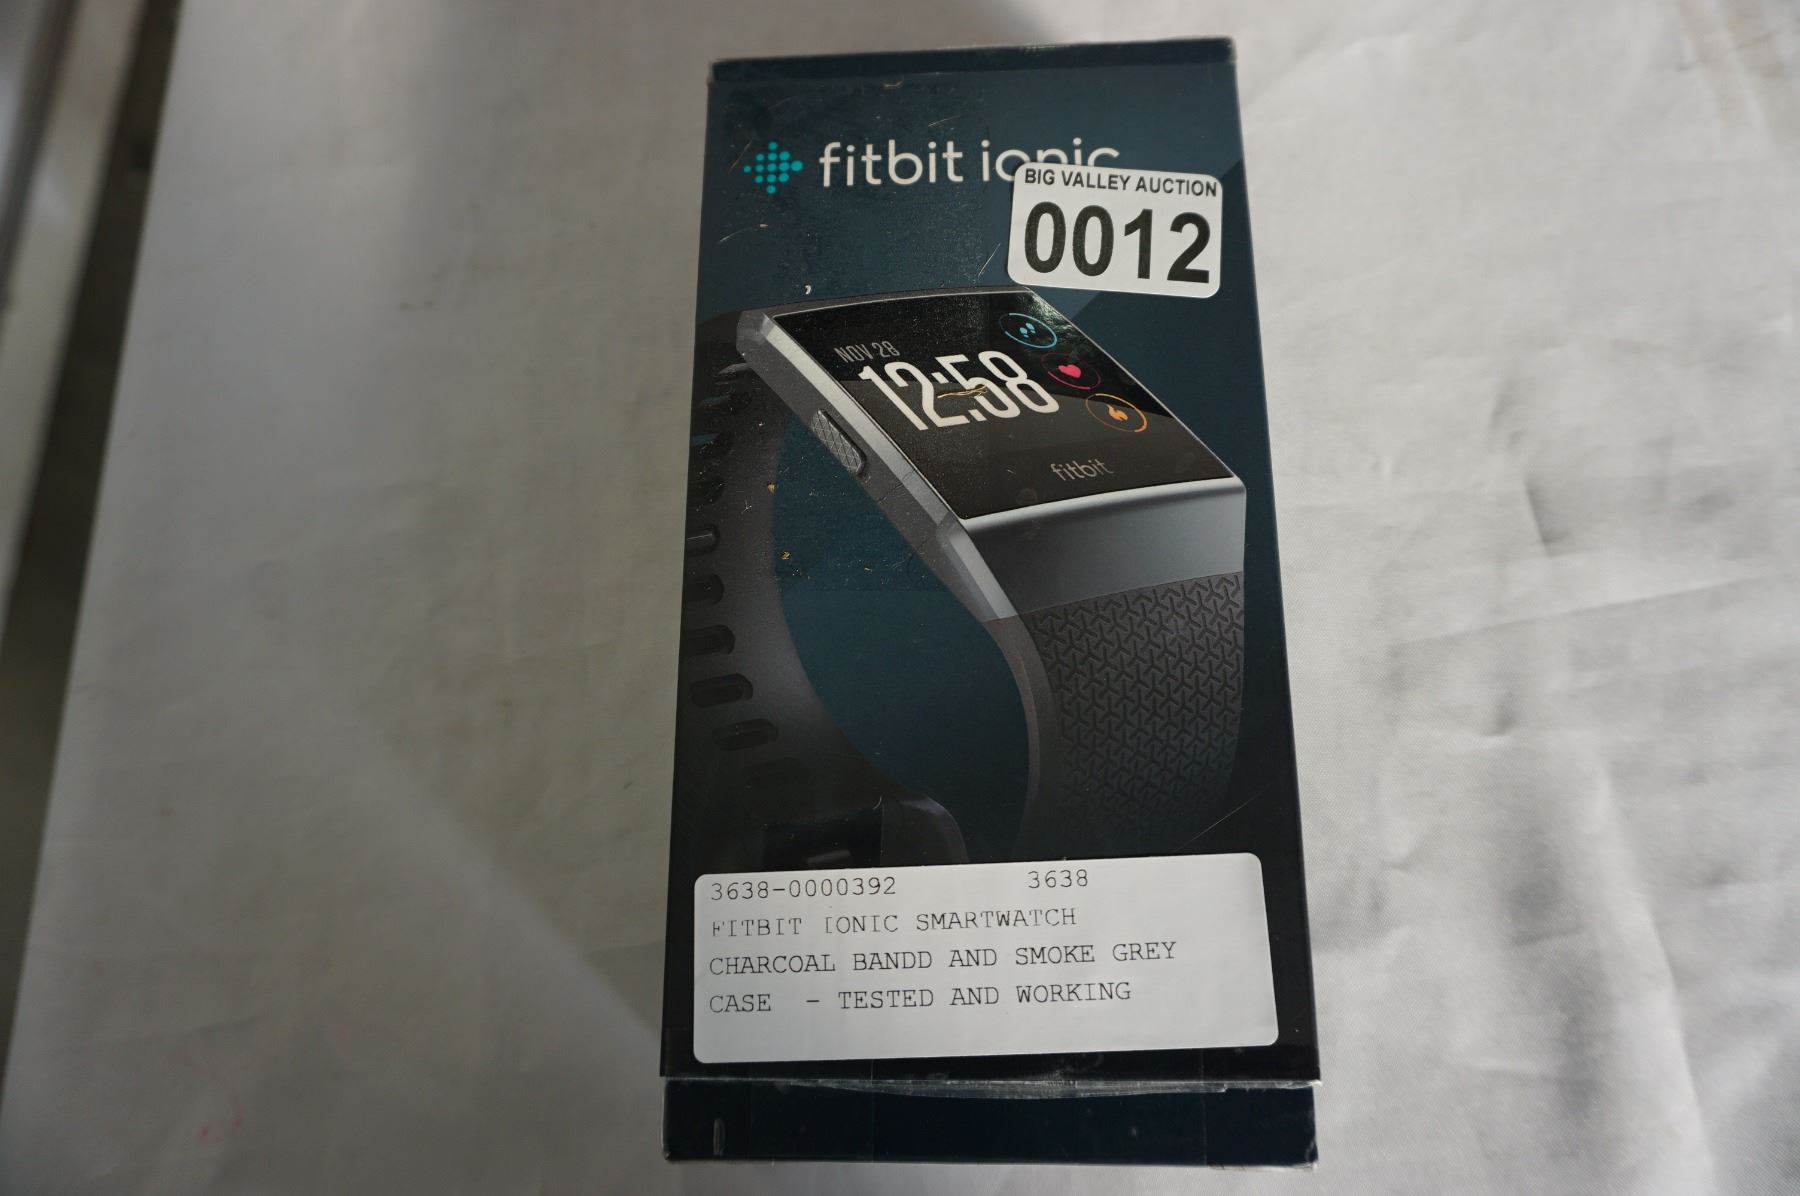 fitbit ionic
BIG VALLEY AUCTION
0012
NOV 28
12:58
fitbit
3638-0000392 3638
FITBIT IONIC SMARTWATCH
CHARCOAL BANDD AND SMOKE GREY
CASE - TESTED AND WORKING